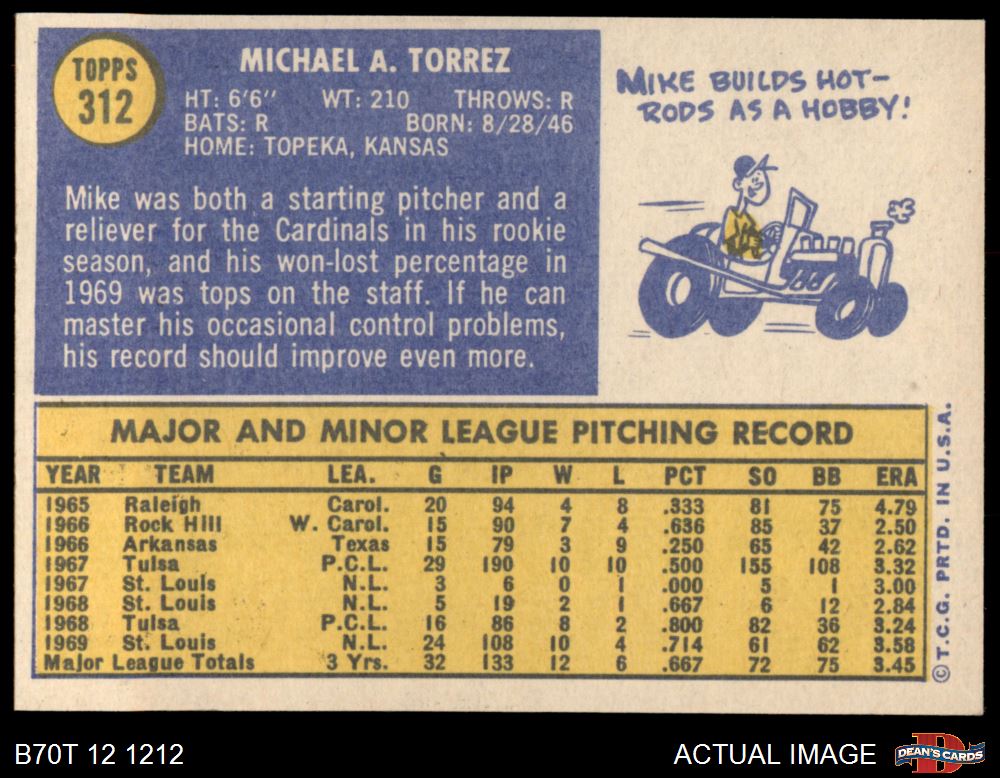 TOPPS
312
MICHAEL A. TORREZ
HT: 6'6" WT: 210 THROWS: R
BATS: R BORN: 8/28/46
HOME: TOPEKA, KANSAS
Mike was both a starting pitcher and a
reliever for the Cardinals in his rookie
season, and his won-lost percentage in
1969 was tops on the staff. If he can
master his occasional control problems,
his record should improve even more.
MIKE BUILDS HOT-
RODS AS A HOBBY!
MAJOR AND MINOR LEAGUE PITCHING RECORD
YEAR TEAM LEA. G IP W L PCT SO BB ERA
1965 Raleigh Carol. 20 94 4 8 .333 81 75 4.79
1966 Rock Hill W. Carol. 15 90 7 4 .636 85 37 2.50
1966 Arkansas Texas 15 79 3 9 .250 65 42 2.62
1967 Tulsa P.C.L. 29 190 10 10 .500 155 108 3.32
1967 St. Louis N.L. 3 6 0 1 .000 5 1 3.00
1968 St. Louis N.L. 5 19 2 1 .667 6 12 2.84
1968 Tulsa P.C.L. 16 86 8 2 .800 82 36 3.24
1969 St. Louis N.L. 24 108 10 4 .714 61 62 3.58
Major League Totals 3 Yrs. 32 133 12 6 .667 72 75 3.45
© T.C.G. PRTD. IN U.S.A.
B70T 12 1212
ACTUAL IMAGE
D
DEAN'S CARDS